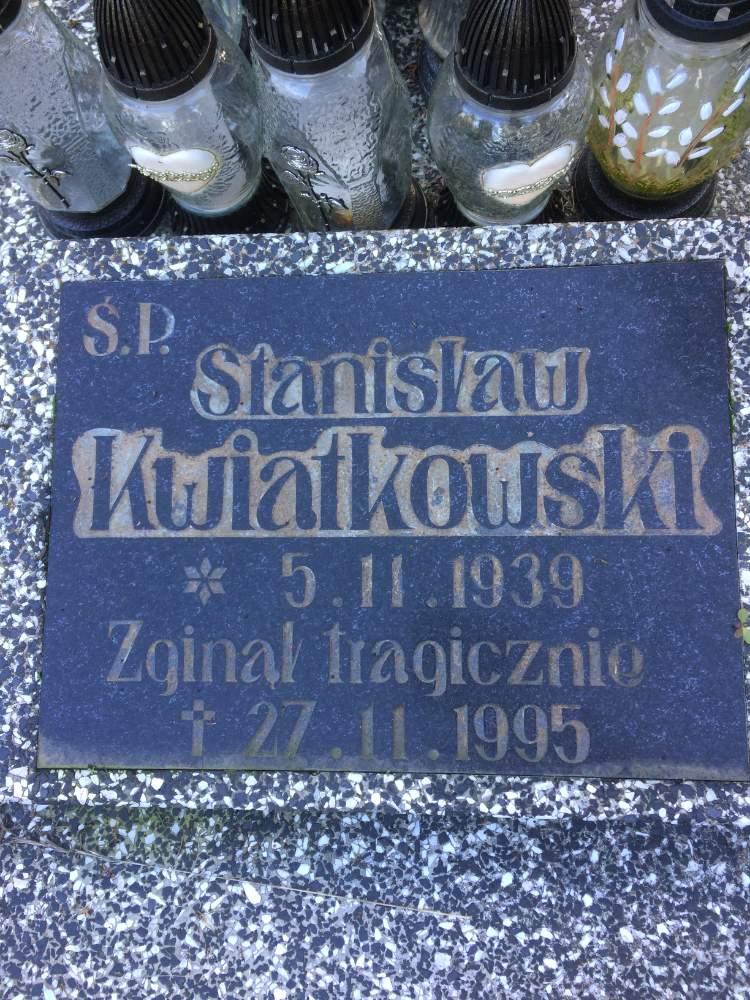 Ś.P.
Stanisław
Kwiatkowski
* 5.11.1939
Zginął tragicznie
† 27.11.1995